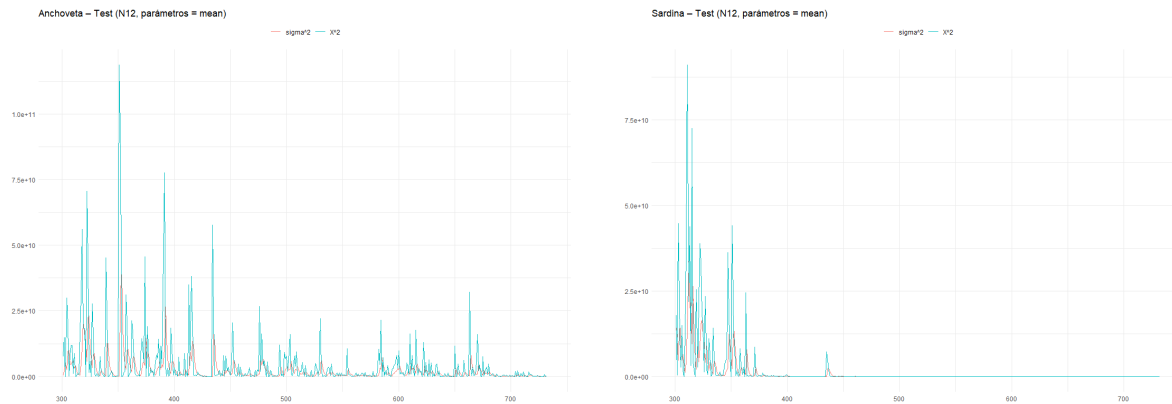 Anchoveta – Test (N12, parámetros = mean)
sigma^2 X^2
1.0e+11
7.5e+10
5.0e+10
2.5e+10
0.0e+00
300 400 500 600 700
Sardina – Test (N12, parámetros = mean)
sigma^2 X^2
7.5e+10
5.0e+10
2.5e+10
0.0e+00
300 400 500 600 700